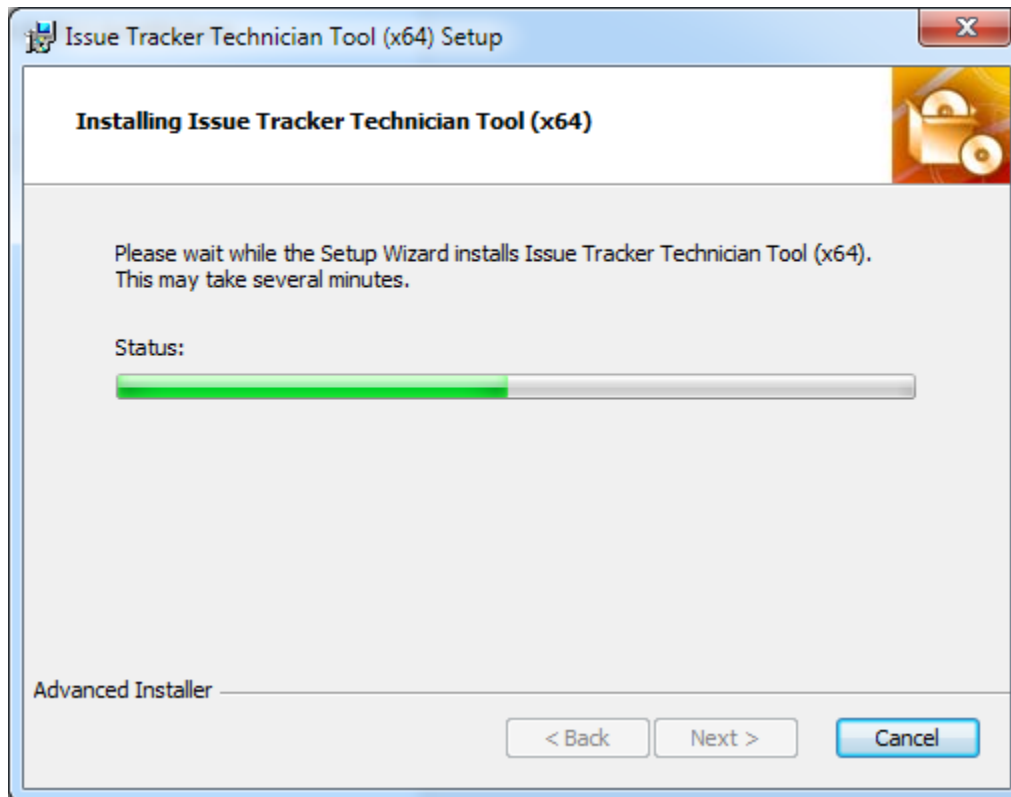 Issue Tracker Technician Tool (x64) Setup
Installing Issue Tracker Technician Tool (x64)
Please wait while the Setup Wizard installs Issue Tracker Technician Tool (x64).
This may take several minutes.
Status:
Advanced Installer
< Back
Next >
Cancel